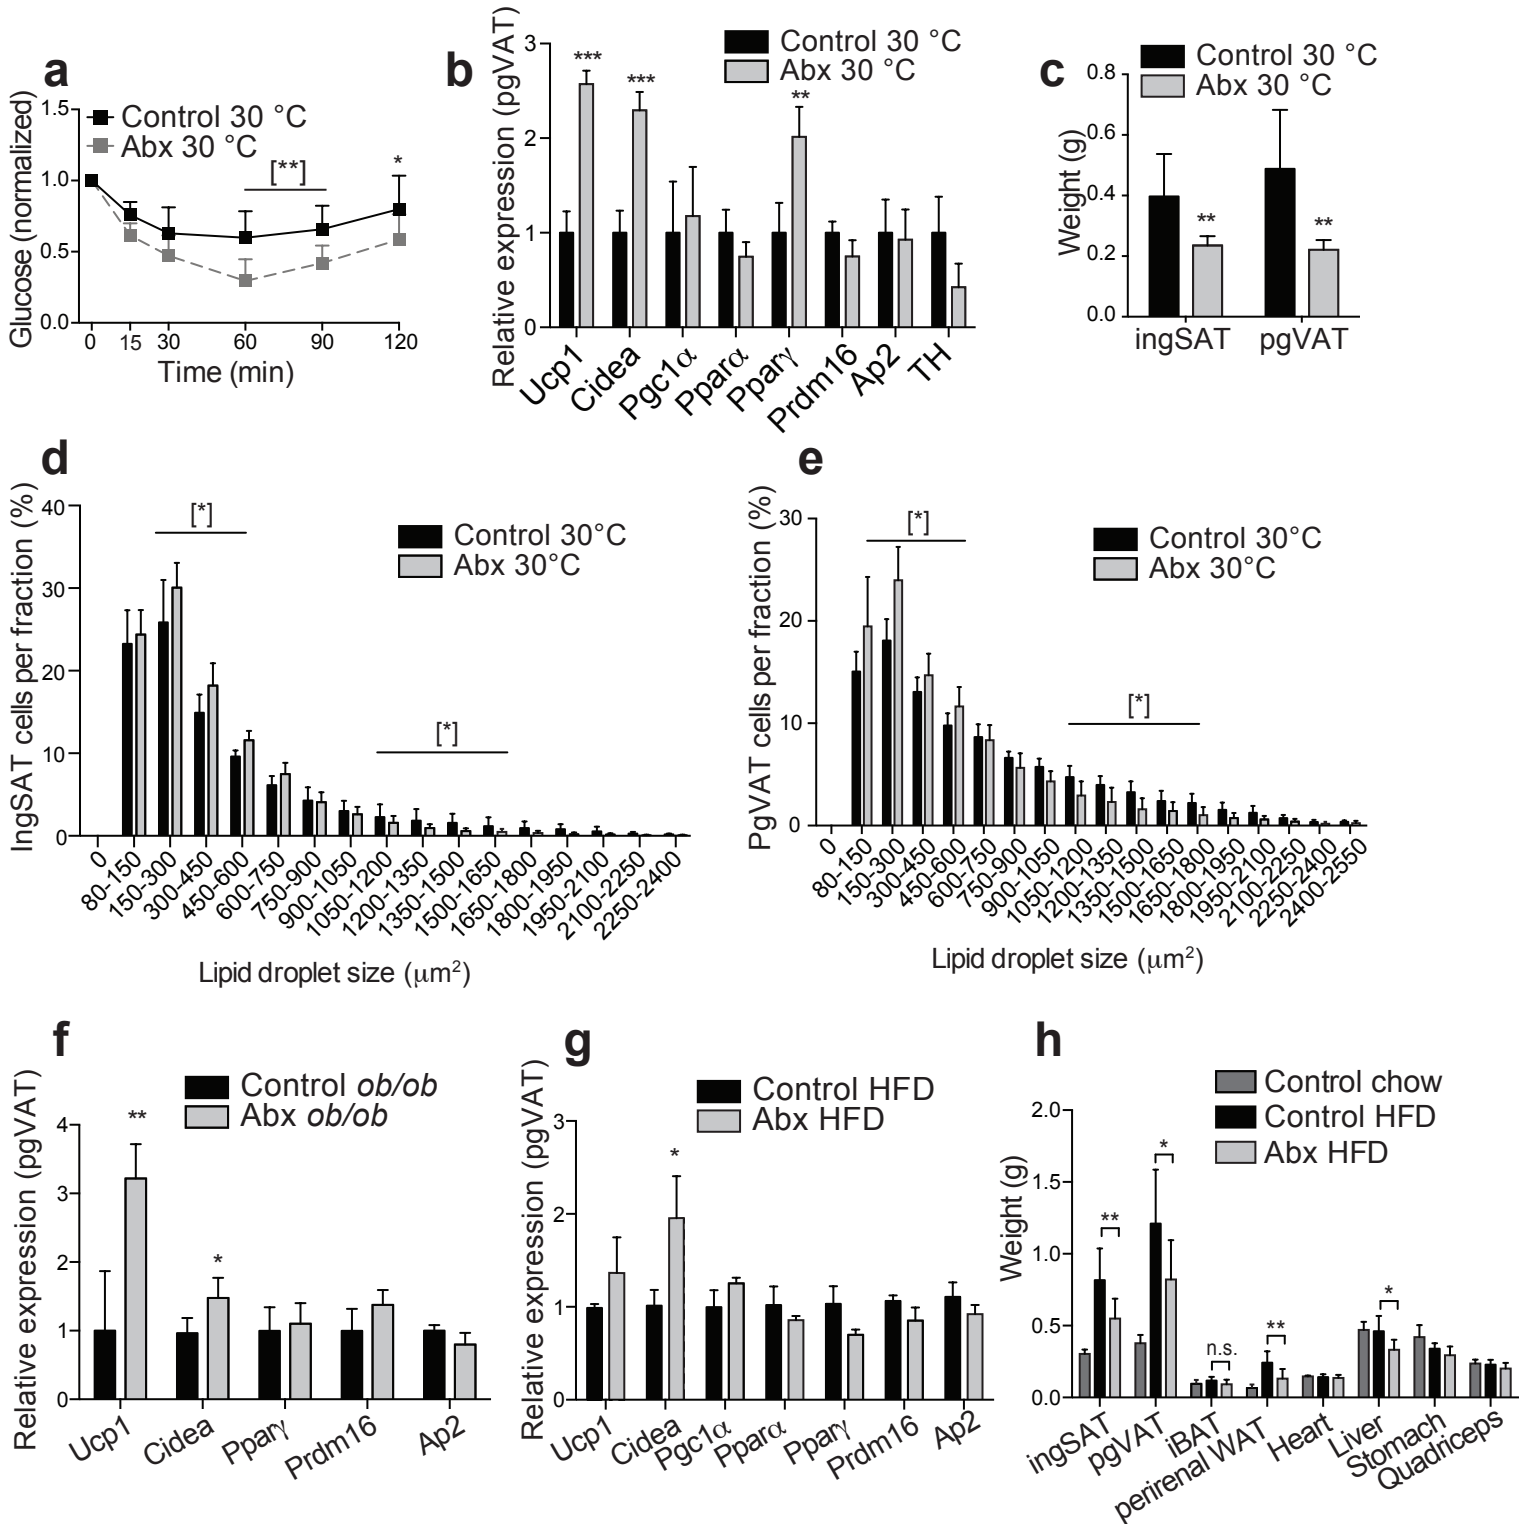 a
Glucose (normalized)
1.5
1.0
0.5
0.0
Control 30 °C
Abx 30 °C
[**]
*
0 15 30 60 90 120
Time (min)
b
Relative expression (pgVAT)
3
2
1
0
Control 30 °C
Abx 30 °C
***
***
**
Ucp1 Cidea Pgc1α Pparα Pparγ Prdm16 Ap2 TH
c
Weight (g)
0.8
0.6
0.4
0.2
0.0
Control 30 °C
Abx 30 °C
**
**
ingSAT pgVAT
d
IngSAT cells per fraction (%)
40
30
20
10
0
[*]
[*]
Control 30°C
Abx 30°C
0 80-150 150-300 300-450 450-600 600-750 750-900 900-1050 1050-1200 1200-1350 1350-1500 1500-1650 1650-1800 1800-1950 1950-2100 2100-2250 2250-2400
Lipid droplet size (μm²)
e
PgVAT cells per fraction (%)
30
20
10
0
[*]
[*]
Control 30°C
Abx 30°C
0 80-150 150-300 300-450 450-600 600-750 750-900 900-1050 1050-1200 1200-1350 1350-1500 1500-1650 1650-1800 1800-1950 1950-2100 2100-2250 2250-2400 2400-2550
Lipid droplet size (μm²)
f
Relative expression (pgVAT)
4
3
2
1
0
Control ob/ob
Abx ob/ob
**
*
Ucp1 Cidea Pparγ Prdm16 Ap2
g
Relative expression (pgVAT)
3
2
1
0
Control HFD
Abx HFD
*
Ucp1 Cidea Pgc1α Pparα Pparγ Prdm16 Ap2
h
Weight (g)
2.0
1.5
1.0
0.5
0.0
Control chow
Control HFD
Abx HFD
**
*
n.s.
**
*
ingSAT pgVAT iBAT perirenal WAT Heart Liver Stomach Quadriceps